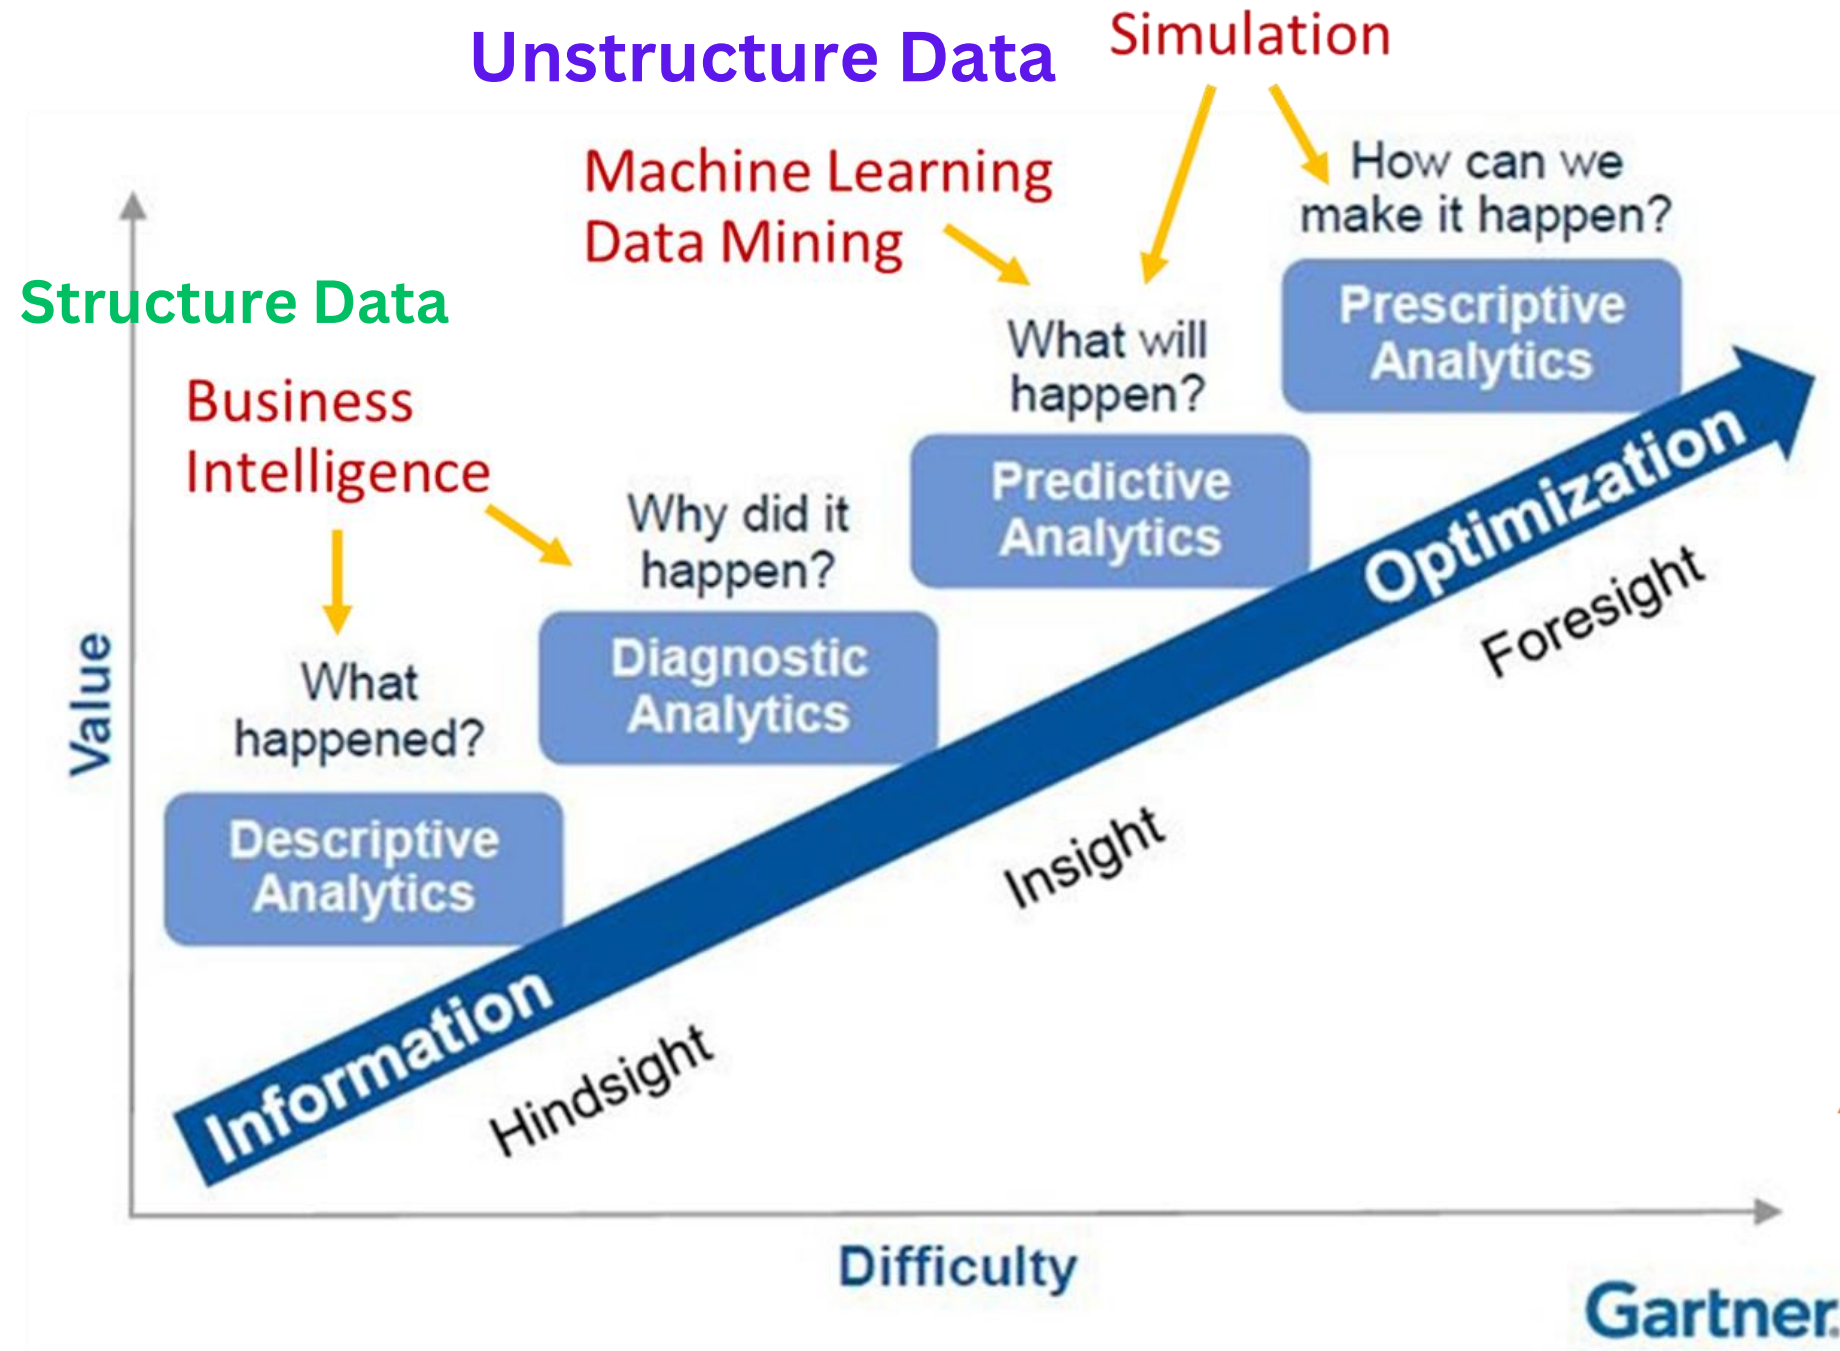 Unstructure Data
Simulation
Machine Learning
Data Mining
How can we
make it happen?
Structure Data
Prescriptive
Analytics
What will
happen?
Business
Intelligence
Predictive
Analytics
Why did it
happen?
Optimization
Foresight
Diagnostic
Analytics
What
happened?
Value
Descriptive
Analytics
Insight
Information
Hindsight
Difficulty
Gartner.